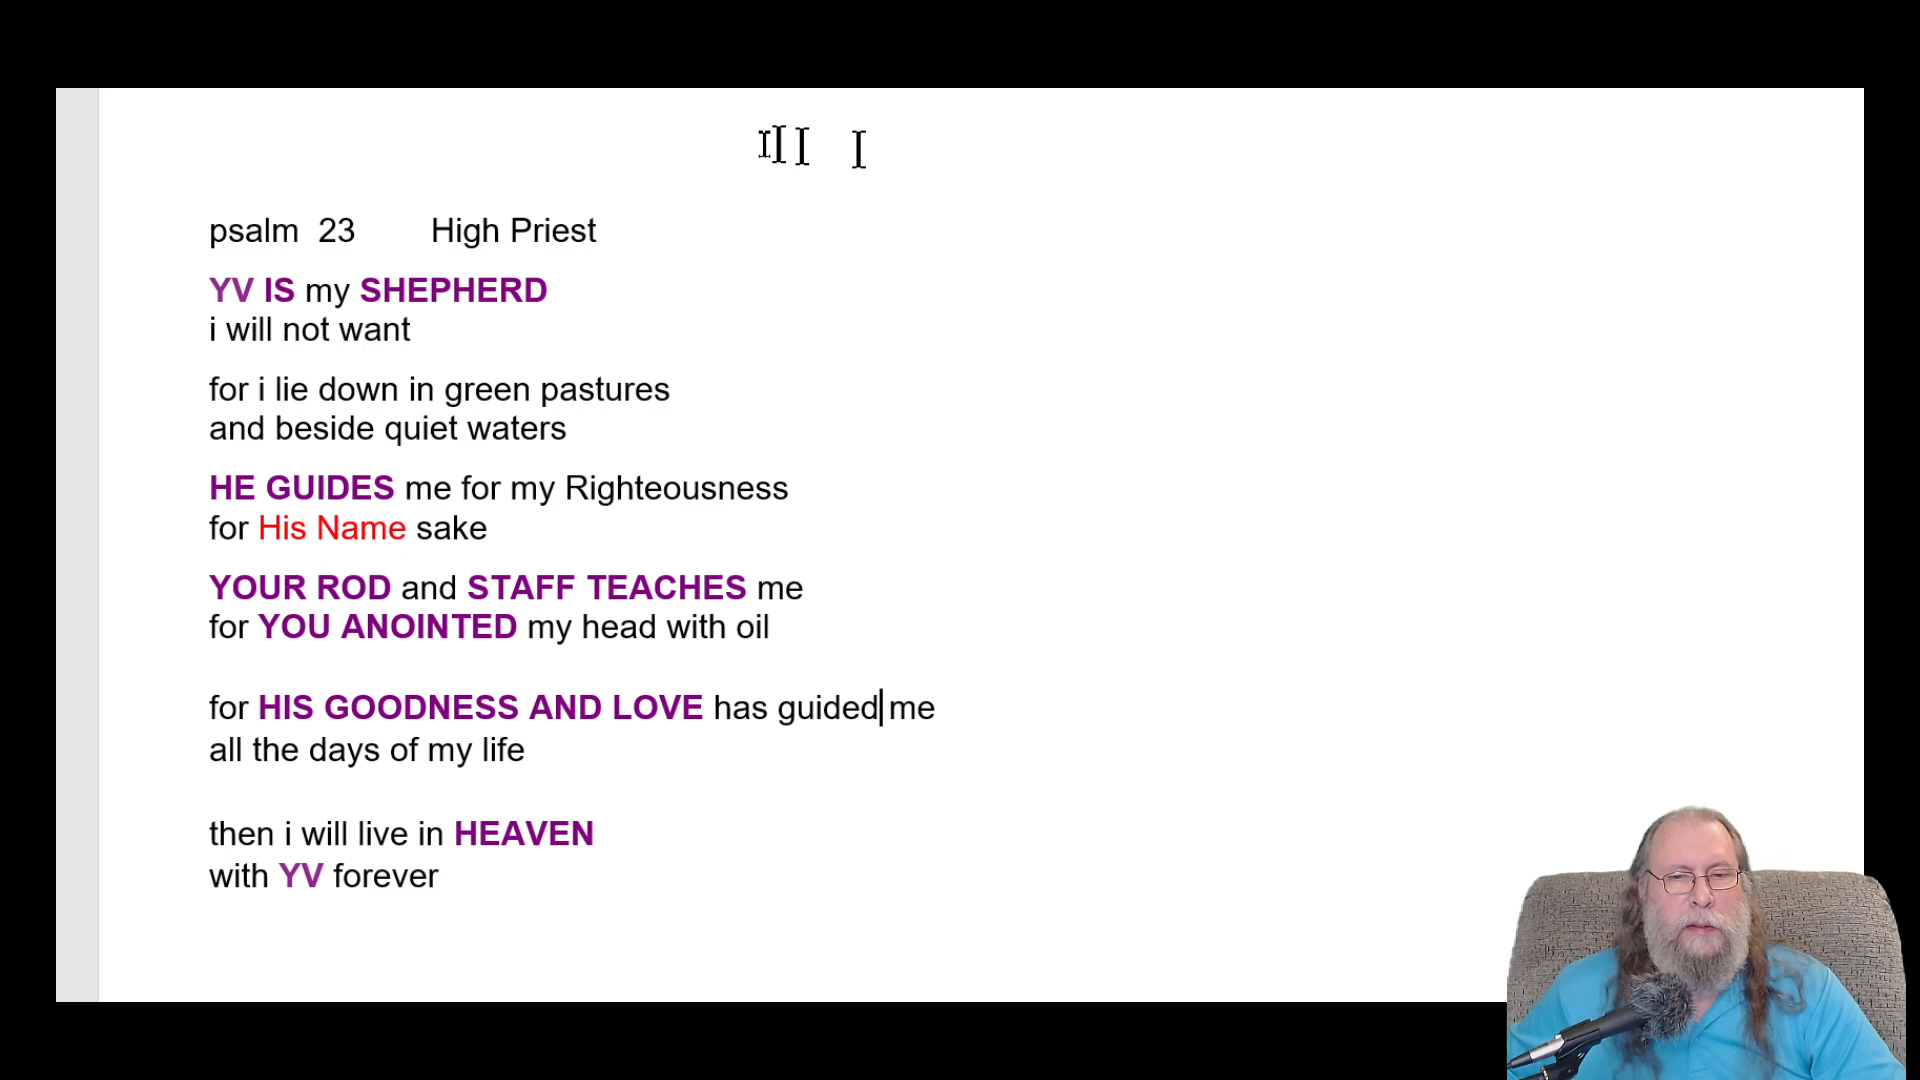 psalm 23 High Priest
YV IS my SHEPHERD
i will not want
for i lie down in green pastures
and beside quiet waters
HE GUIDES me for my Righteousness
for His Name sake
YOUR ROD and STAFF TEACHES me
for YOU ANOINTED my head with oil
for HIS GOODNESS AND LOVE has guided me
all the days of my life
then i will live in HEAVEN
with YV forever